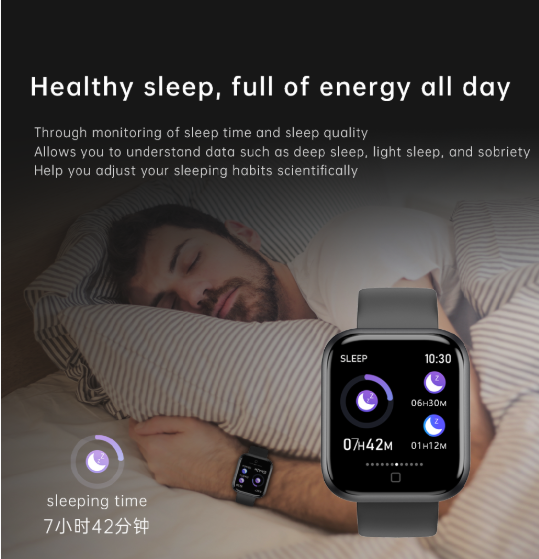 Healthy sleep, full of energy all day
Through monitoring of sleep time and sleep quality
Allows you to understand data such as deep sleep, light sleep, and sobriety
Help you adjust your sleeping habits scientifically
SLEEP 10:30
06H30M
07H42M 01H12M
sleeping time
7小时42分钟